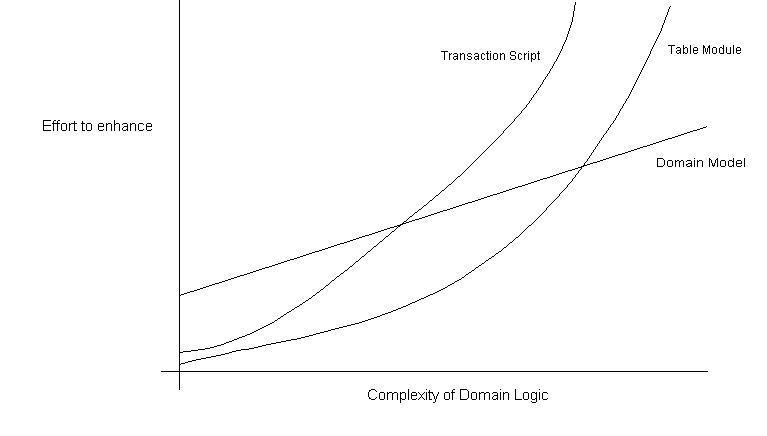 Transaction Script
Table Module
Effort to enhance
Domain Model
Complexity of Domain Logic